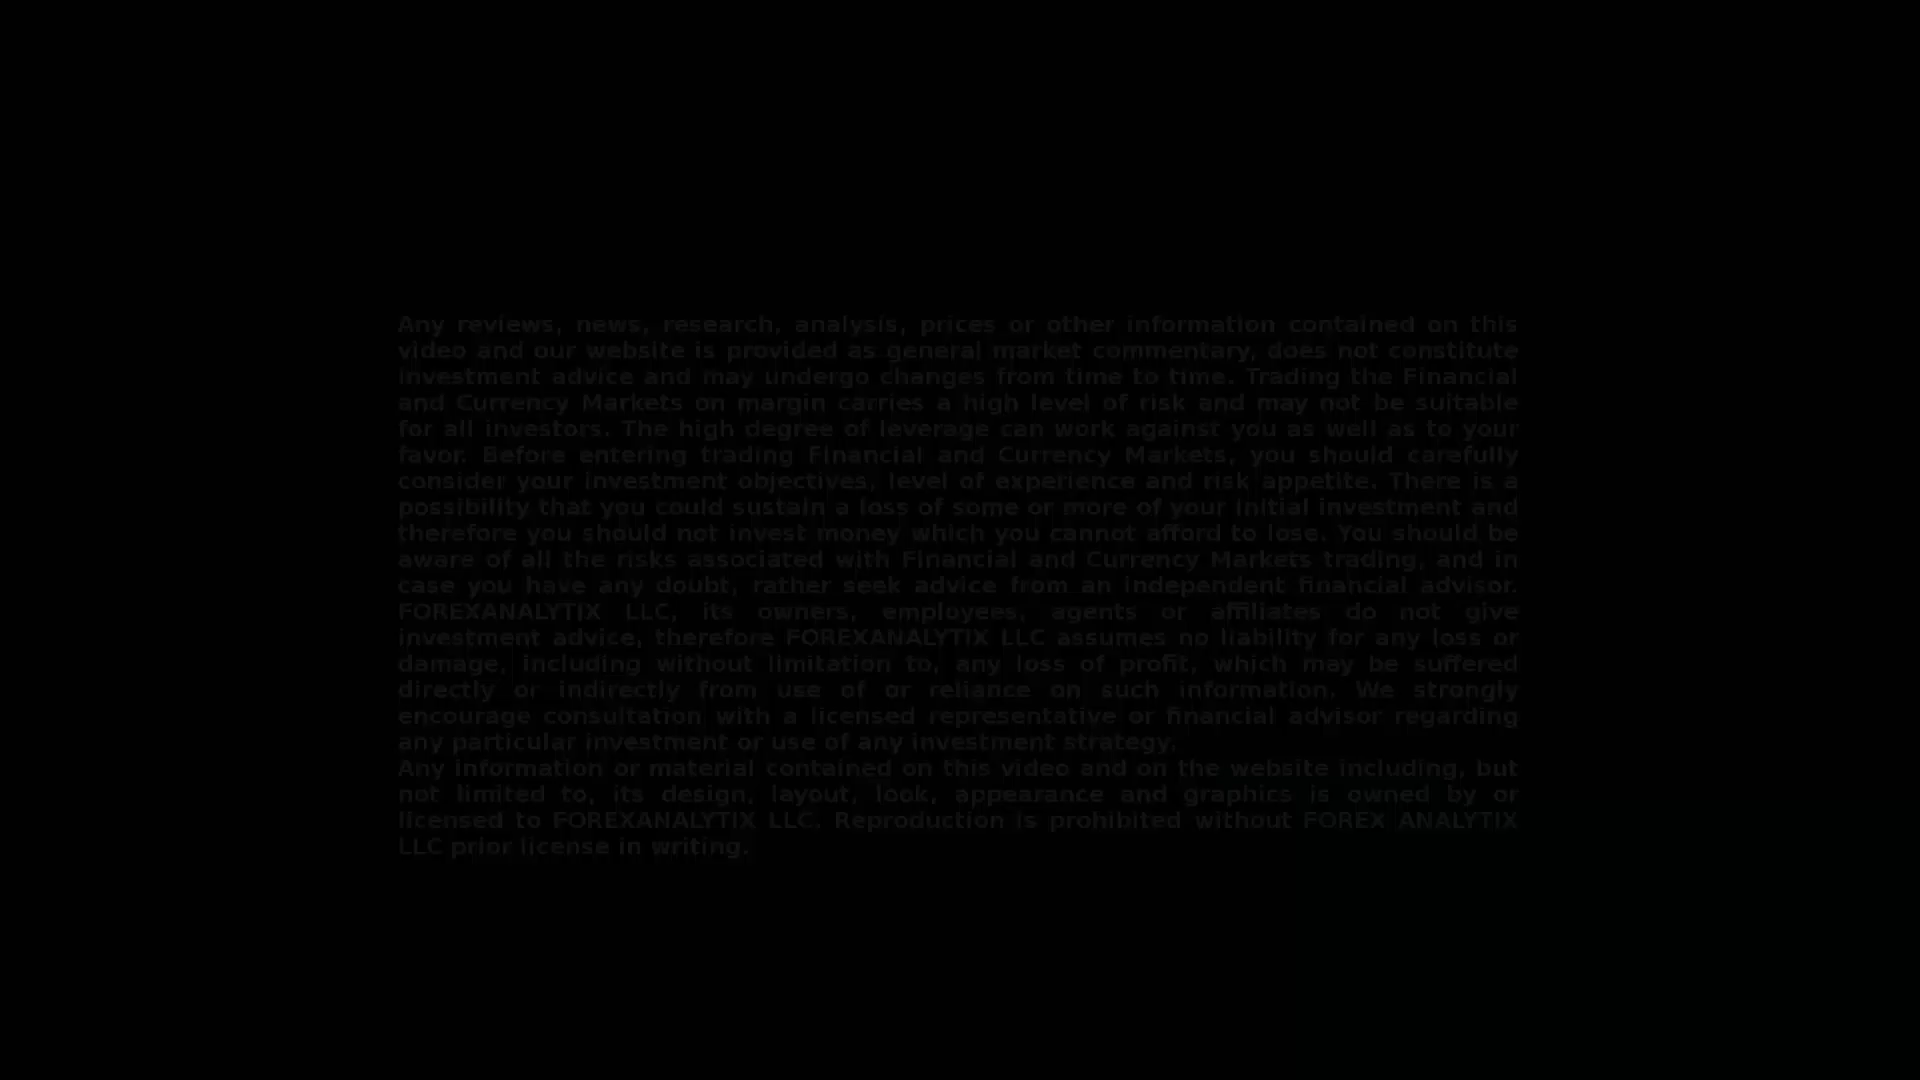 Any reviews, news, research, analysis, prices or other information contained on this
video and our website is provided as general market commentary, does not constitute
investment advice and may undergo changes from time to time. Trading the Financial
and Currency Markets on margin carries a high level of risk and may not be suitable
for all investors. The high degree of leverage can work against you as well as to your
favor. Before entering trading Financial and Currency Markets, you should carefully
consider your investment objectives, level of experience and risk appetite. There is a
possibility that you could sustain a loss of some or more of your initial investment and
therefore you should not invest money which you cannot afford to lose. You should be
aware of all the risks associated with Financial and Currency Markets trading, and in
case you have any doubt, rather seek advice from an independent financial advisor.
FOREXANALYTIX LLC, its owners, employees, agents or affiliates do not give
investment advice, therefore FOREXANALYTIX LLC assumes no liability for any loss or
damage, including without limitation to, any loss of profit, which may be suffered
directly or indirectly from use of or reliance on such information. We strongly
encourage consultation with a licensed representative or financial advisor regarding
any particular investment or use of any investment strategy.
Any information or material contained on this video and on the website including, but
not limited to, its design, layout, look, appearance and graphics is owned by or
licensed to FOREXANALYTIX LLC. Reproduction is prohibited without FOREX ANALYTIX
LLC prior license in writing.